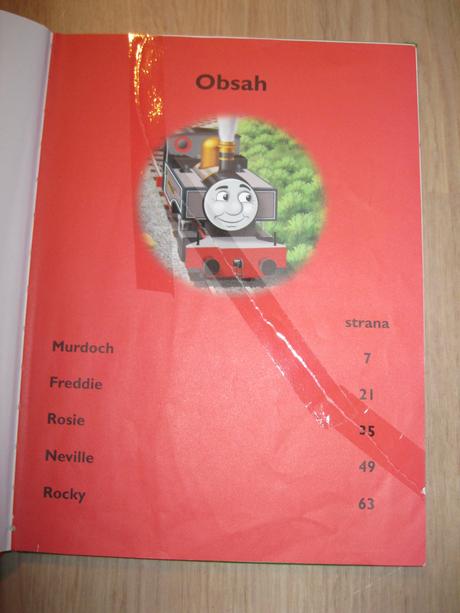 Obsah
strana
Murdoch 7
Freddie 21
Rosie 35
Neville 49
Rocky 63